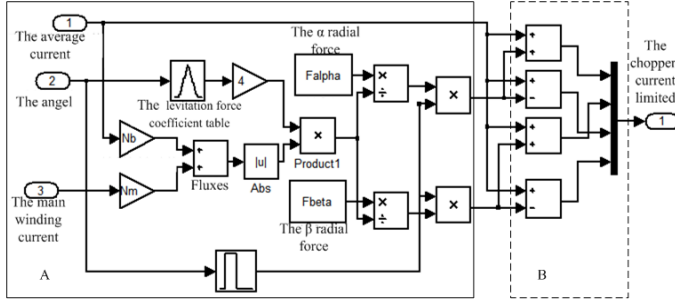 1
The average
current
2
The angel
The levitation force
coefficient table
4
The α radial
force
Falpha
×
÷
×
Nb
Nm
3
The main
winding
current
+
+
Fluxes
|u|
Abs
×
Product1
Fbeta
The β radial
force
×
÷
×
A
+
+
+
−
+
+
+
−
B
The
chopper
current
limited
1